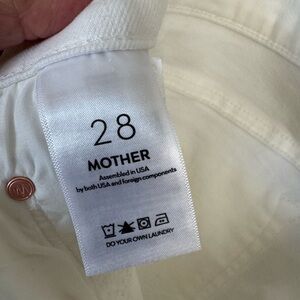 28
MOTHER
Assembled in USA
by both USA and foreign components
DO YOUR OWN LAUNDRY